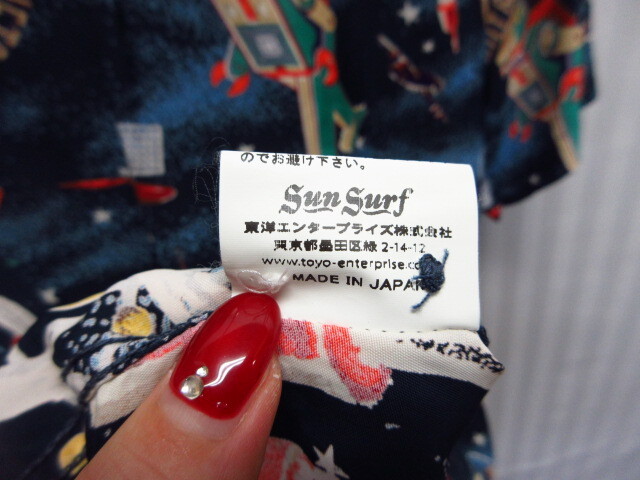 のでお避け下さい。
Sun Surf
東洋エンタープライズ株式会社
東京都墨田区緑 2-14-12
www.toyo-enterprise.co
MADE IN JAPAN